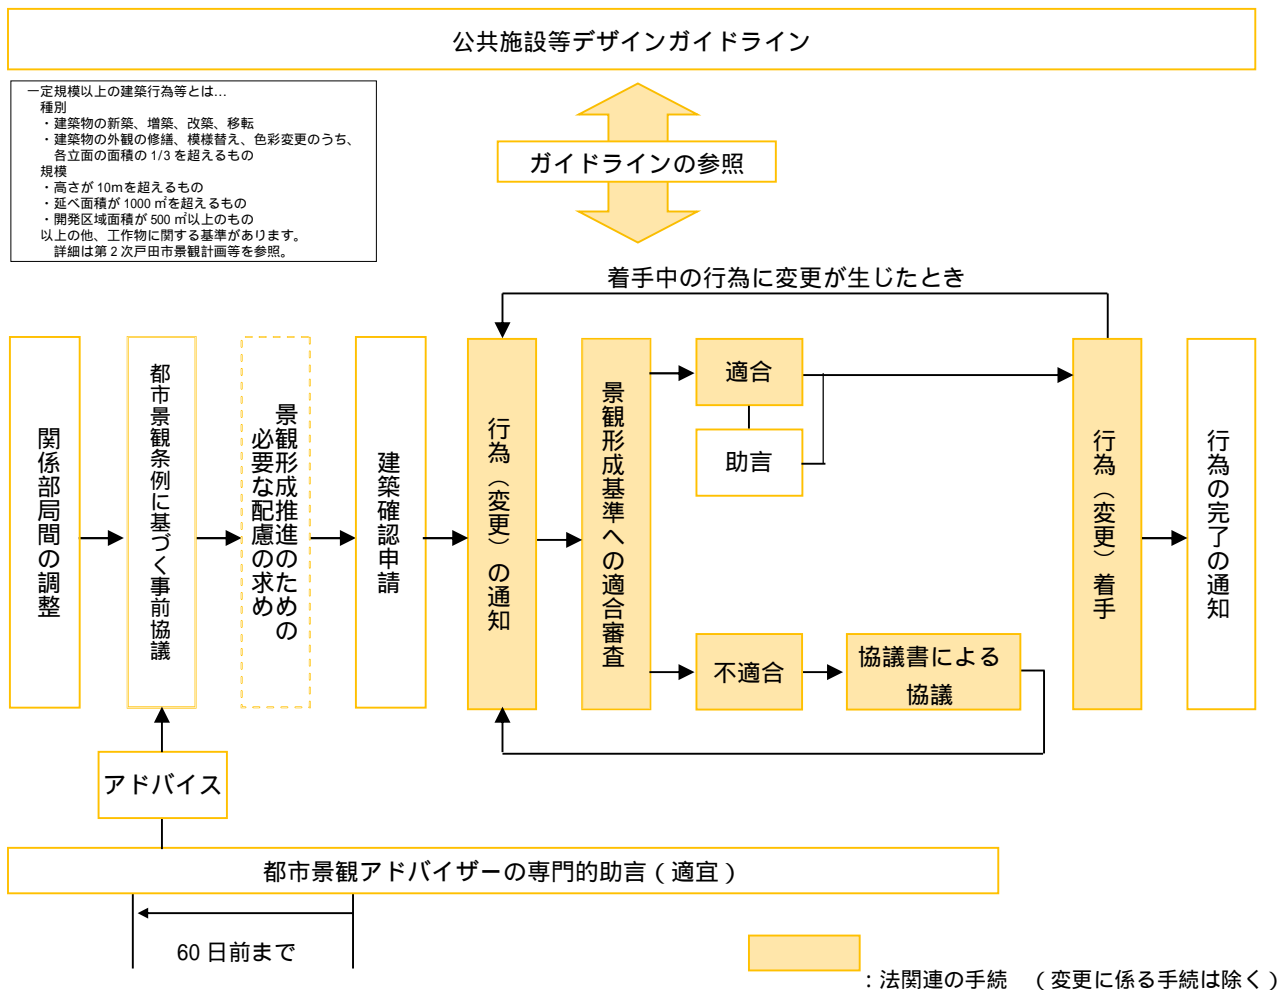 公共施設等デザインガイドライン
一定規模以上の建築行為等とは…
種別
・建築物の新築、増築、改築、移転
・建築物の外観の修繕、模様替え、色彩変更のうち、
各立面の面積の 1/3 を超えるもの
規模
・高さが 10mを超えるもの
・延べ面積が 1000 ㎡を超えるもの
・開発区域面積が 500 ㎡以上のもの
以上の他、工作物に関する基準があります。
詳細は第２次戸田市景観計画等を参照。
ガイドラインの参照
着手中の行為に変更が生じたとき
関係部局間の調整
都市景観条例に基づく事前協議
景観形成推進のための
必要な配慮の求め
建築確認申請
行為（変更）の通知
景観形成基準への適合審査
適合
助言
不適合
協議書による
協議
行為（変更）着手
行為の完了の通知
アドバイス
都市景観アドバイザーの専門的助言（適宜）
60 日前まで
：法関連の手続　（変更に係る手続は除く）